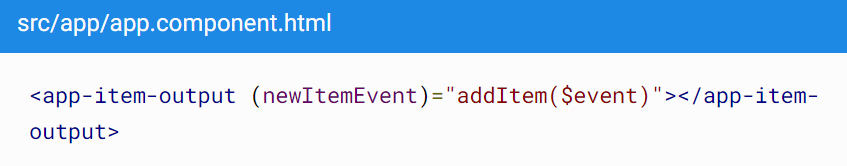 src/app/app.component.html
<app-item-output (newItemEvent)="addItem($event)"></app-item-
output>